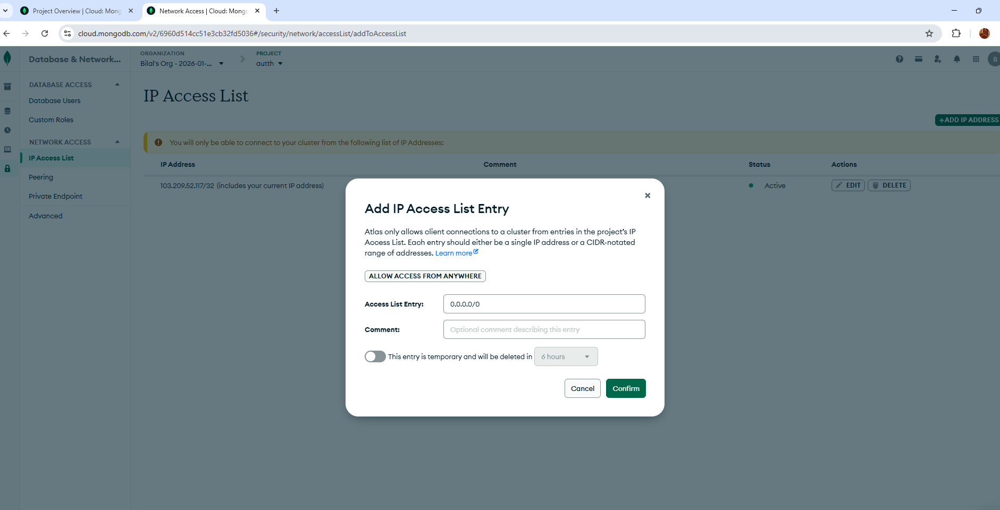 Project Overview | Cloud: Mong
Network Access | Cloud: Mongo
cloud.mongodb.com/v2/6960d514cc51e3cb32fd5036#/security/network/accessList/addToAccessList
Database & Network...
ORGANIZATION
Bilal's Org - 2026-01-...
PROJECT
autth
B
DATABASE ACCESS
Database Users
Custom Roles
NETWORK ACCESS
IP Access List
Peering
Private Endpoint
Advanced
IP Access List
+ADD IP ADDRESS
You will only be able to connect to your cluster from the following list of IP Addresses:
IP Address Comment Status Actions
103.209.52.117/32 (includes your current IP address) Active EDIT DELETE
Add IP Access List Entry
Atlas only allows client connections to a cluster from entries in the project's IP
Access List. Each entry should either be a single IP address or a CIDR-notated
range of addresses. Learn more
ALLOW ACCESS FROM ANYWHERE
Access List Entry: 0.0.0.0/0
Comment: Optional comment describing this entry
This entry is temporary and will be deleted in 6 hours
Cancel Confirm